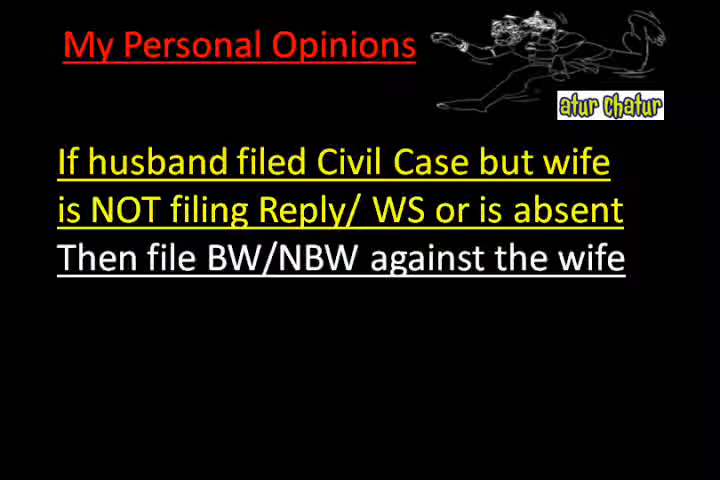 My Personal Opinions
atur chatur
If husband filed Civil Case but wife
is NOT filing Reply/ WS or is absent
Then file BW/NBW against the wife